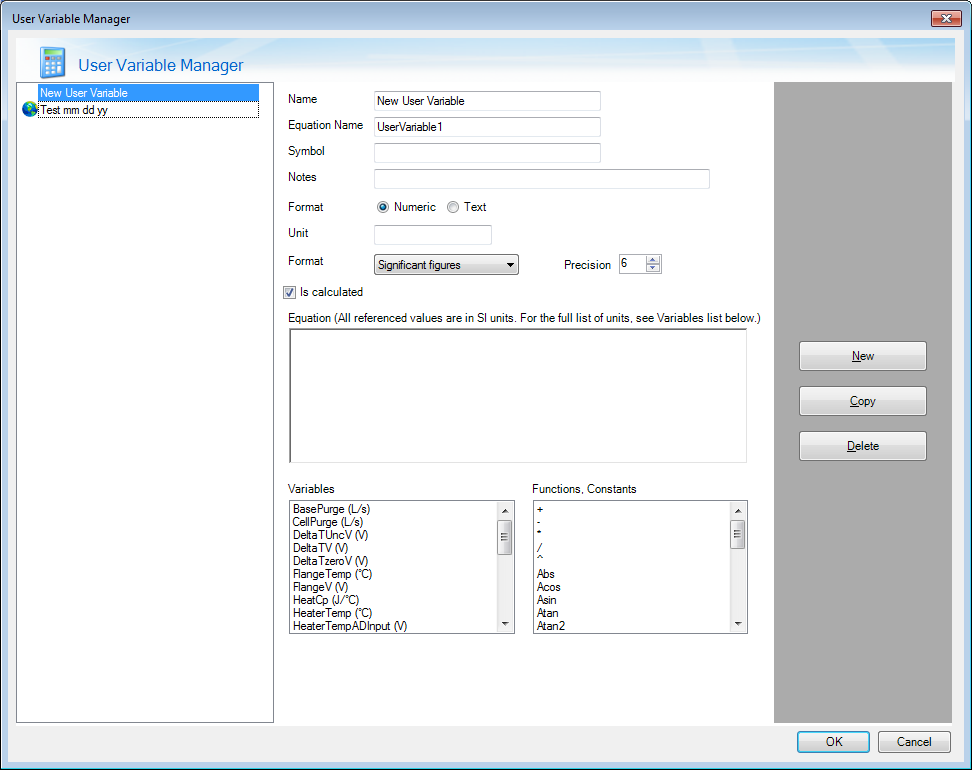 User Variable Manager
User Variable Manager
New User Variable
Test mm dd yy
Name New User Variable
Equation Name UserVariable1
Symbol
Notes
Format Numeric Text
Unit
Format Significant figures Precision 6
Is calculated
Equation (All referenced values are in SI units. For the full list of units, see Variables list below.)
Variables
BasePurge (L/s)
CellPurge (L/s)
DeltaTUncV (V)
DeltaTV (V)
DeltaTzeroV (V)
FlangeTemp (°C)
FlangeV (V)
HeatCp (J/°C)
HeaterTemp (°C)
HeaterTempADInput (V)
Functions, Constants
+
-
*
/
^
Abs
Acos
Asin
Atan
Atan2
New
Copy
Delete
OK Cancel